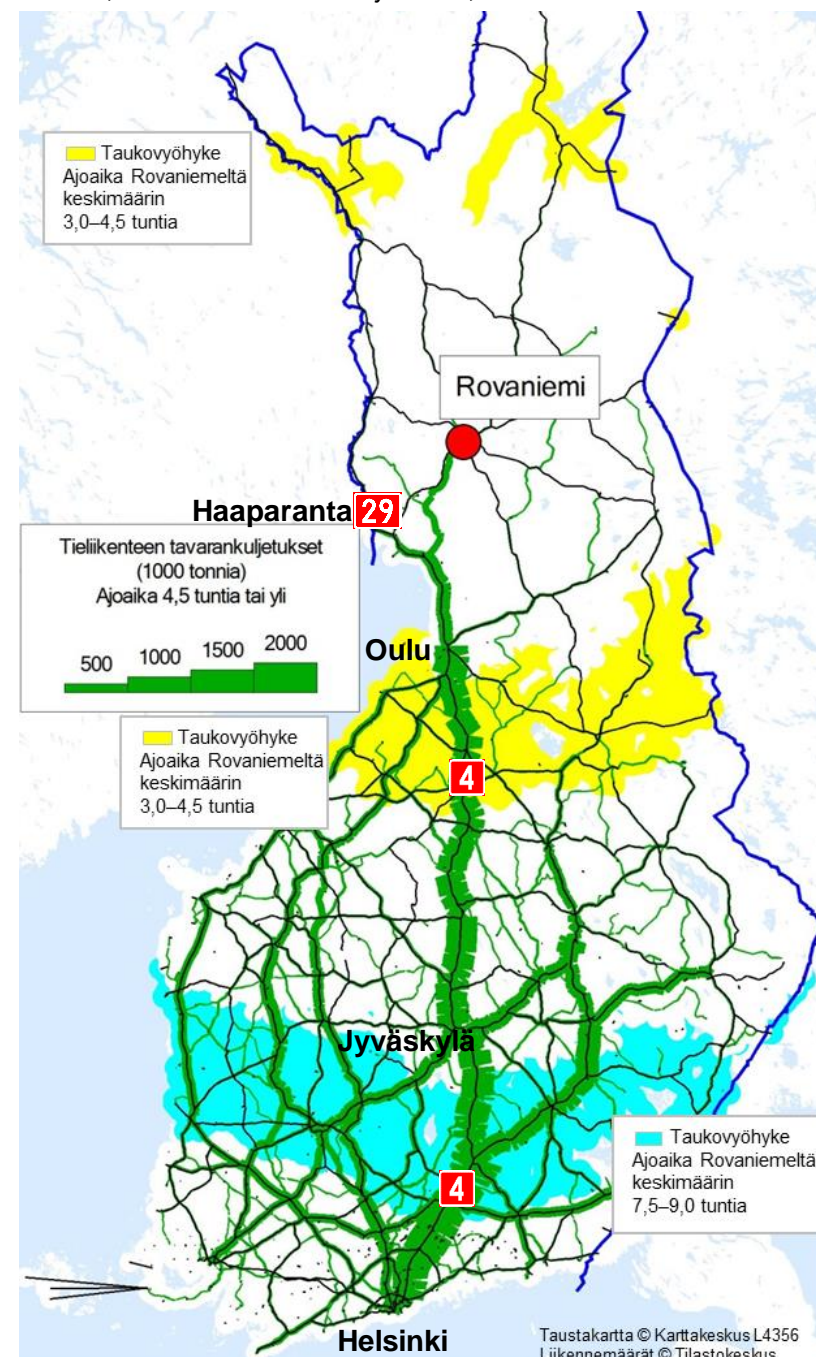 Taukovyöhyke
Ajoaika Rovaniemeltä
keskimäärin
3,0–4,5 tuntia
Rovaniemi
Haaparanta 29
Tieliikenteen tavarankuljetukset
(1000 tonnia)
Ajoaika 4,5 tuntia tai yli
500 1000 1500 2000
Oulu
Taukovyöhyke
Ajoaika Rovaniemeltä
keskimäärin
3,0–4,5 tuntia
4
Jyväskylä
Taukovyöhyke
Ajoaika Rovaniemeltä
keskimäärin
7,5–9,0 tuntia
4
Helsinki
Taustakartta © Karttakeskus L4356
Liikennemäärät © Tilastokeskus